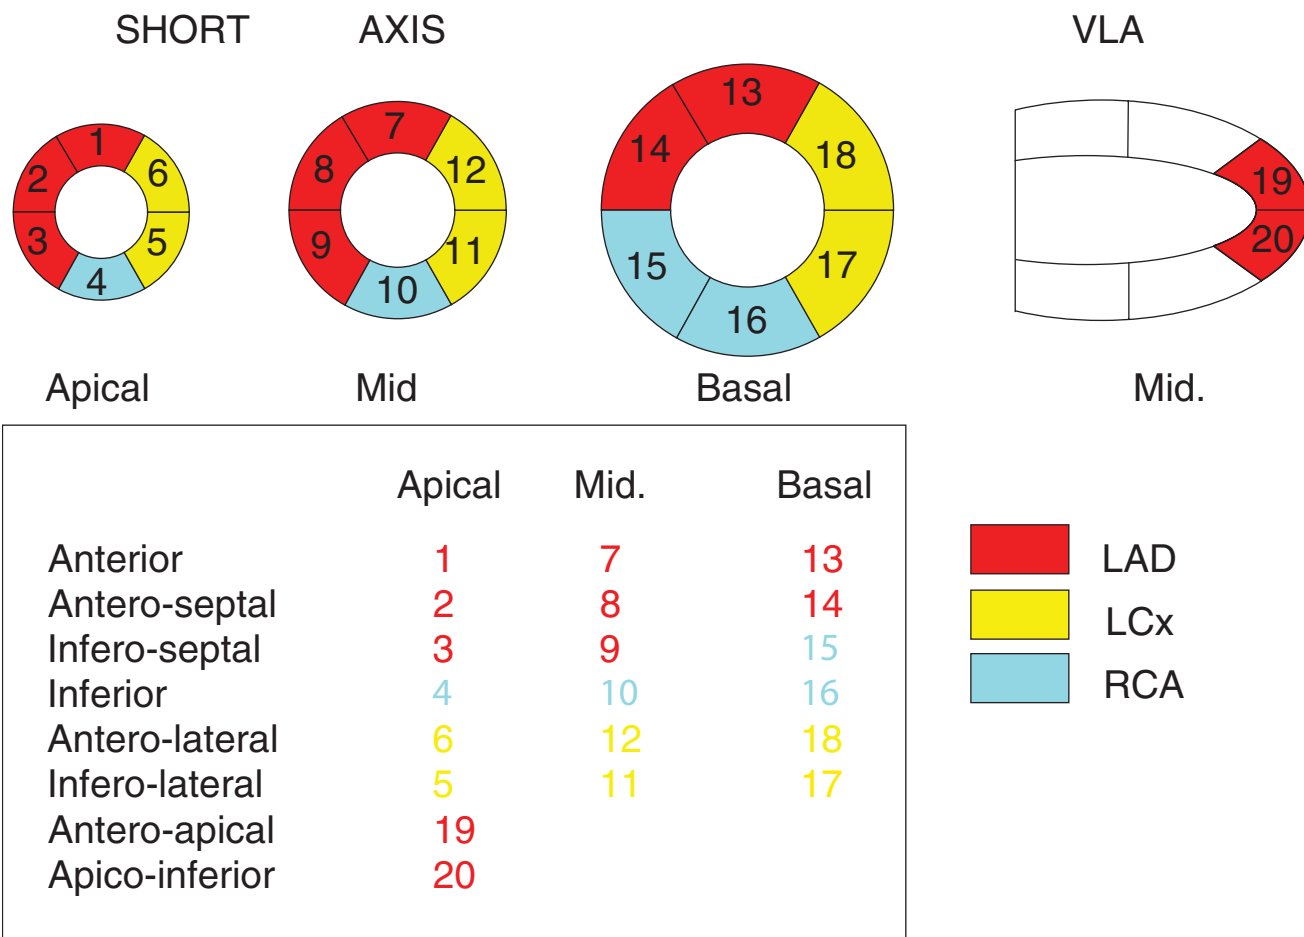 SHORT AXIS VLA
1 2 3 4 5 6
7 8 9 10 11 12
13 14 15 16 17 18
19
20
Apical Mid Basal Mid.
Apical Mid. Basal
Anterior 1 7 13
Antero-septal 2 8 14
Infero-septal 3 9 15
Inferior 4 10 16
Antero-lateral 6 12 18
Infero-lateral 5 11 17
Antero-apical 19
Apico-inferior 20
LAD
LCx
RCA